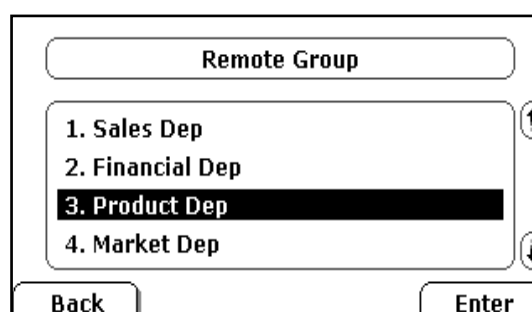 Remote Group
1. Sales Dep
2. Financial Dep
3. Product Dep
4. Market Dep
Back
Enter